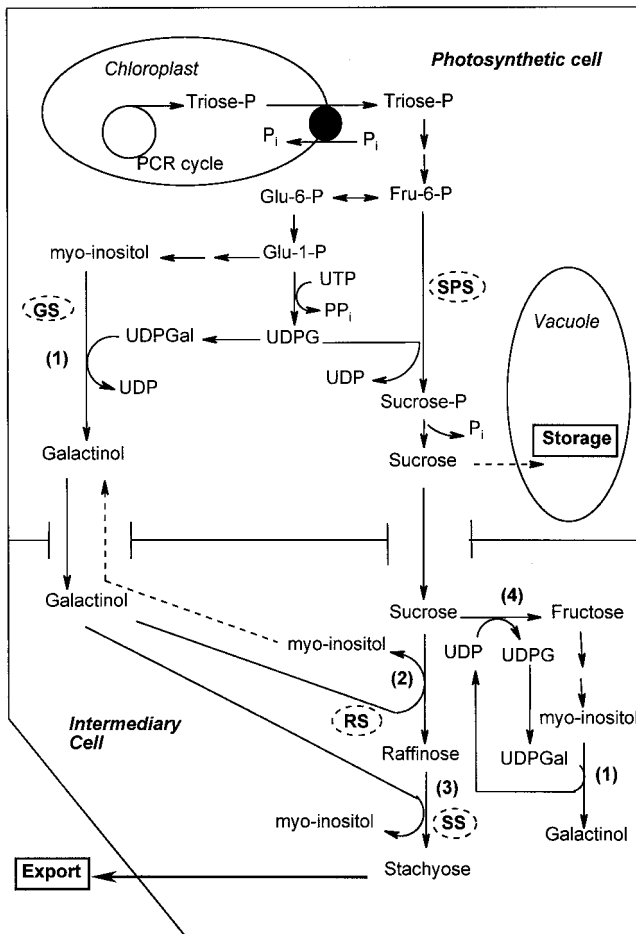 Chloroplast
Photosynthetic cell
Triose-P
Triose-P
Pi
Pi
PCR cycle
Glu-6-P
Fru-6-P
myo-inositol
Glu-1-P
UTP
SPS
GS
PPi
Vacuole
UDPGal
UDPG
(1)
UDP
UDP
Sucrose-P
Pi
Storage
Galactinol
Sucrose
Galactinol
Sucrose
(4)
Fructose
myo-inositol
UDP
UDPG
(2)
Intermediary
Cell
RS
myo-inositol
Raffinose
UDPGal
(1)
(3)
myo-inositol
SS
Galactinol
Export
Stachyose